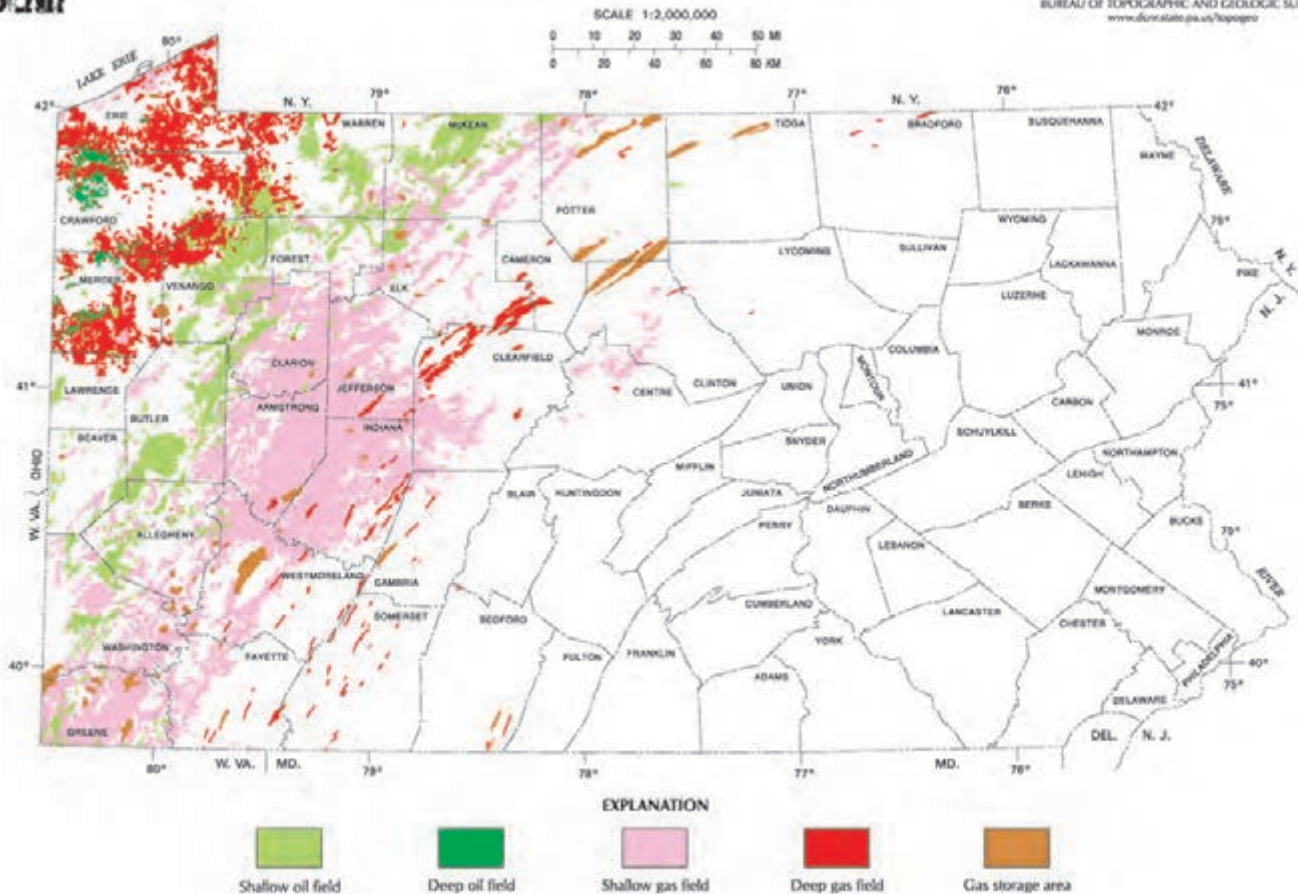 BUREAU OF TOPOGRAPHIC AND GEOLOGIC
www.dcnr.state.pa.us/topogeo
SCALE 1:2,000,000
0 10 20 30 40 50 MI
0 20 40 60 80 KM
LAKE ERIE
80°
42°
N. Y.
79°
78°
77°
N. Y.
76°
42°
ERIE
WARREN
McKEAN
TIOGA
BRADFORD
SUSQUEHANNA
WAYNE
DELAWARE
CRAWFORD
POTTER
WYOMING
75°
FOREST
CAMERON
LYCOMING
SULLIVAN
LACKAWANNA
PIKE
N. Y.
N. J.
MERCER
VENANGO
ELK
LUZERNE
MONROE
CLARION
CLEARFIELD
COLUMBIA
41°
LAWRENCE
JEFFERSON
CENTRE
CLINTON
UNION
MONTOUR
CARBON
41°
75°
BUTLER
ARMSTRONG
INDIANA
SNYDER
SCHUYLKILL
NORTHAMPTON
BEAVER
MIFFLIN
NORTHUMBERLAND
LEHIGH
W. VA.
OHIO
BLAIR
HUNTINGDON
JUNIATA
DAUPHIN
BERKS
BUCKS
75°
ALLEGHENY
PERRY
LEBANON
RIVER
WESTMORELAND
CAMBRIA
MONTGOMERY
SOMERSET
BEDFORD
CUMBERLAND
LANCASTER
CHESTER
WASHINGTON
FAYETTE
FULTON
FRANKLIN
YORK
PHILADELPHIA
40°
40°
75°
ADAMS
DELAWARE
GREENE
DEL.
N. J.
80°
W. VA.
MD.
79°
78°
77°
MD.
76°
EXPLANATION
Shallow oil field
Deep oil field
Shallow gas field
Deep gas field
Gas storage area